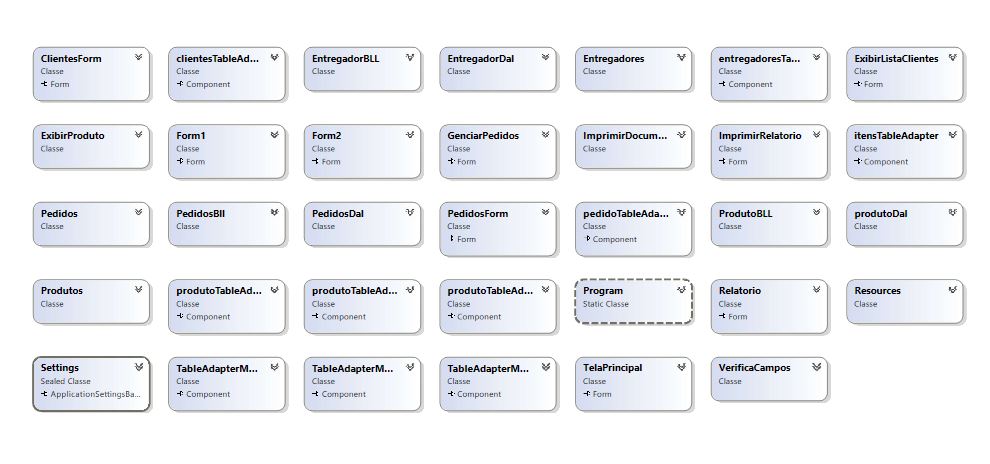 ClientesForm
Classe
Form
clientesTableAd...
Classe
Component
EntregadorBLL
Classe
EntregadorDal
Classe
Entregadores
Classe
entregadoresTa...
Classe
Component
ExibirListaClientes
Classe
Form
ExibirProduto
Classe
Form1
Classe
Form
Form2
Classe
Form
GenciarPedidos
Classe
Form
ImprimirDocum...
Classe
ImprimirRelatorio
Classe
Form
itensTableAdapter
Classe
Component
Pedidos
Classe
PedidosBll
Classe
PedidosDal
Classe
PedidosForm
Classe
Form
pedidoTableAda...
Classe
Component
ProdutoBLL
Classe
produtoDal
Classe
Produtos
Classe
produtoTableAd...
Classe
Component
produtoTableAd...
Classe
Component
produtoTableAd...
Classe
Component
Program
Static Classe
Relatorio
Classe
Form
Resources
Classe
Settings
Sealed Classe
ApplicationSettingsBa...
TableAdapterM...
Classe
Component
TableAdapterM...
Classe
Component
TableAdapterM...
Classe
Component
TelaPrincipal
Classe
Form
VerificaCampos
Classe